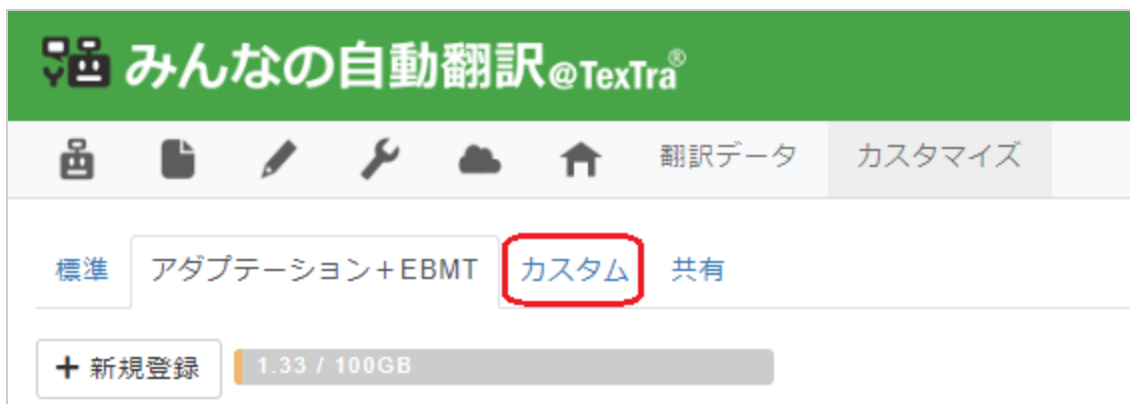 みんなの自動翻訳@TexTra®
翻訳データ カスタマイズ
標準 アダプテーション+EBMT カスタム 共有
+ 新規登録 1.33 / 100GB